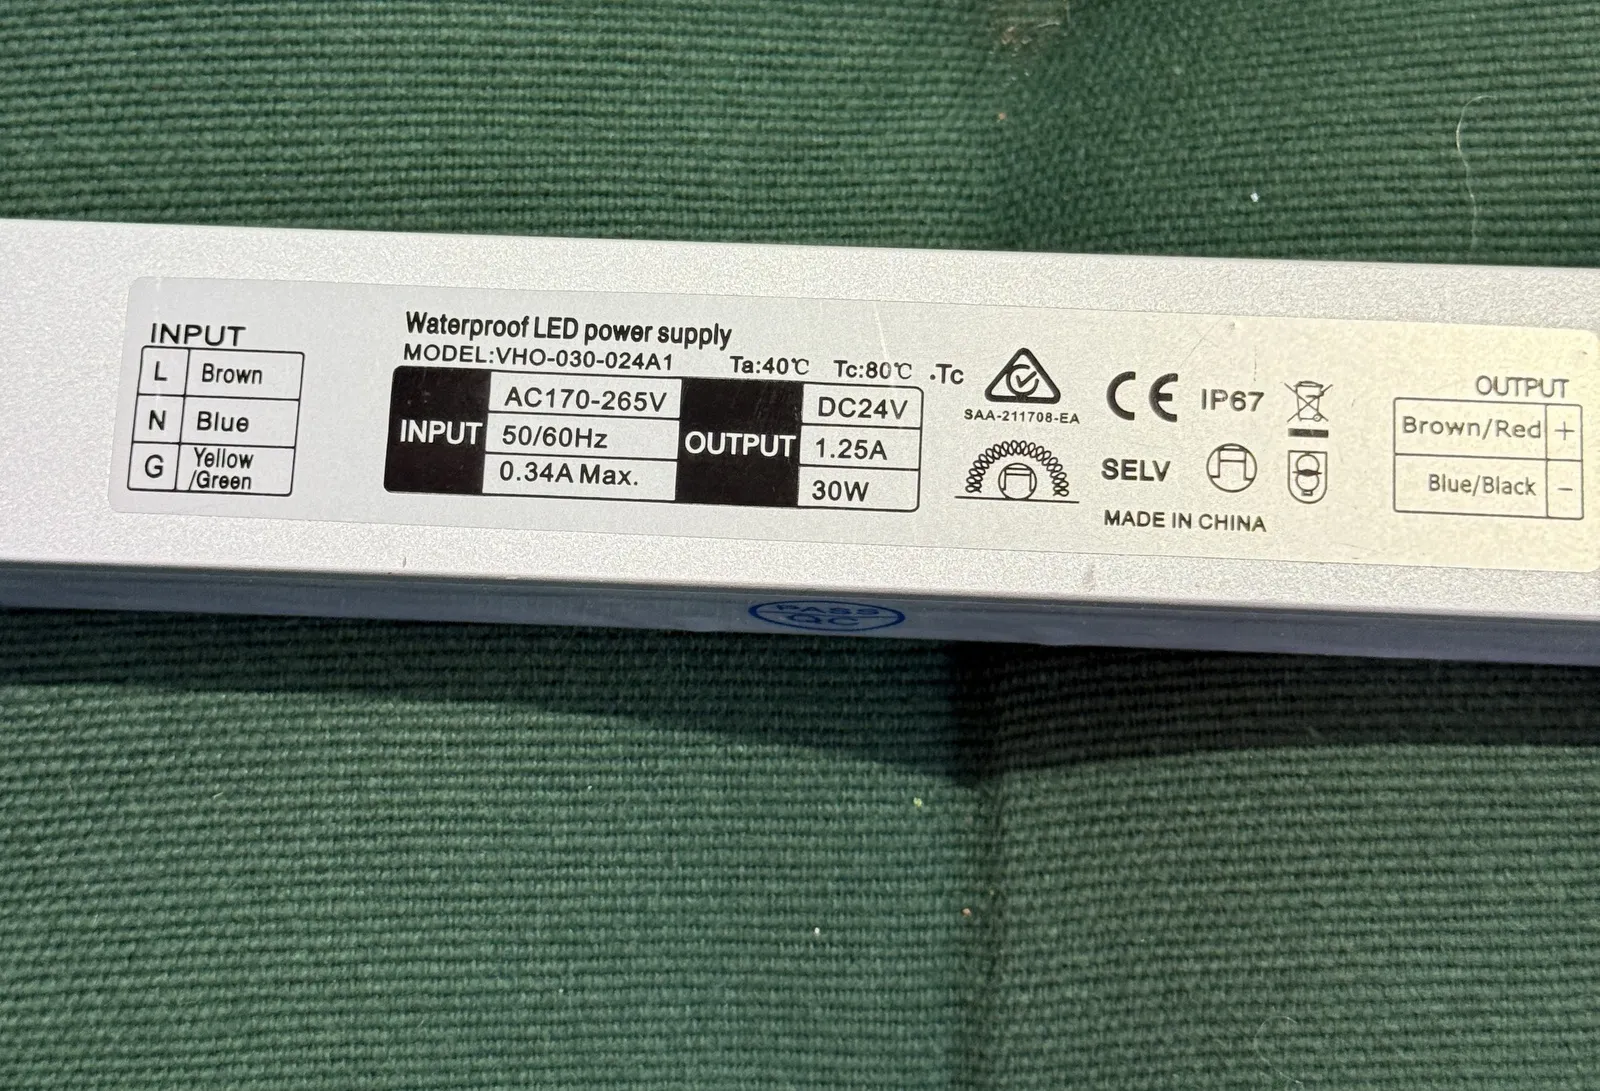 INPUT
L Brown
N Blue
G Yellow
/Green
Waterproof LED power supply
MODEL:VHO-030-024A1 Ta:40℃ Tc:80℃ .Tc
INPUT
AC170-265V
50/60Hz
0.34A Max.
OUTPUT
DC24V
1.25A
30W
SAA-211708-EA
CE IP67
SELV
MADE IN CHINA
OUTPUT
Brown/Red +
Blue/Black -
PASS
QC